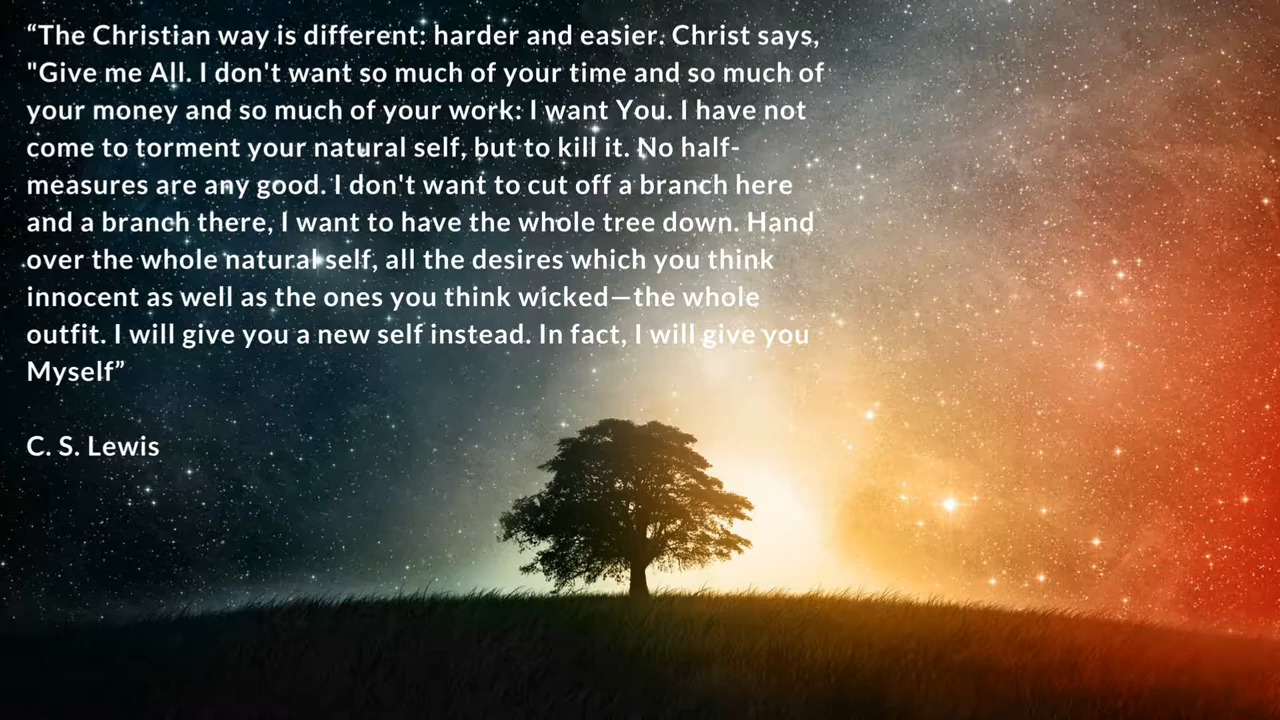 “The Christian way is different: harder and easier. Christ says,
"Give me All. I don't want so much of your time and so much of
your money and so much of your work: I want You. I have not
come to torment your natural self, but to kill it. No half-
measures are any good. I don't want to cut off a branch here
and a branch there, I want to have the whole tree down. Hand
over the whole natural self, all the desires which you think
innocent as well as the ones you think wicked—the whole
outfit. I will give you a new self instead. In fact, I will give you
Myself”
C. S. Lewis